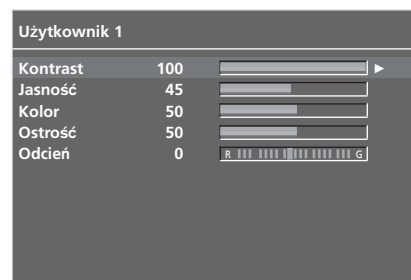 Użytkownik 1
Kontrast 100
Jasność 45
Kolor 50
Ostrość 50
Odcień 0 R G